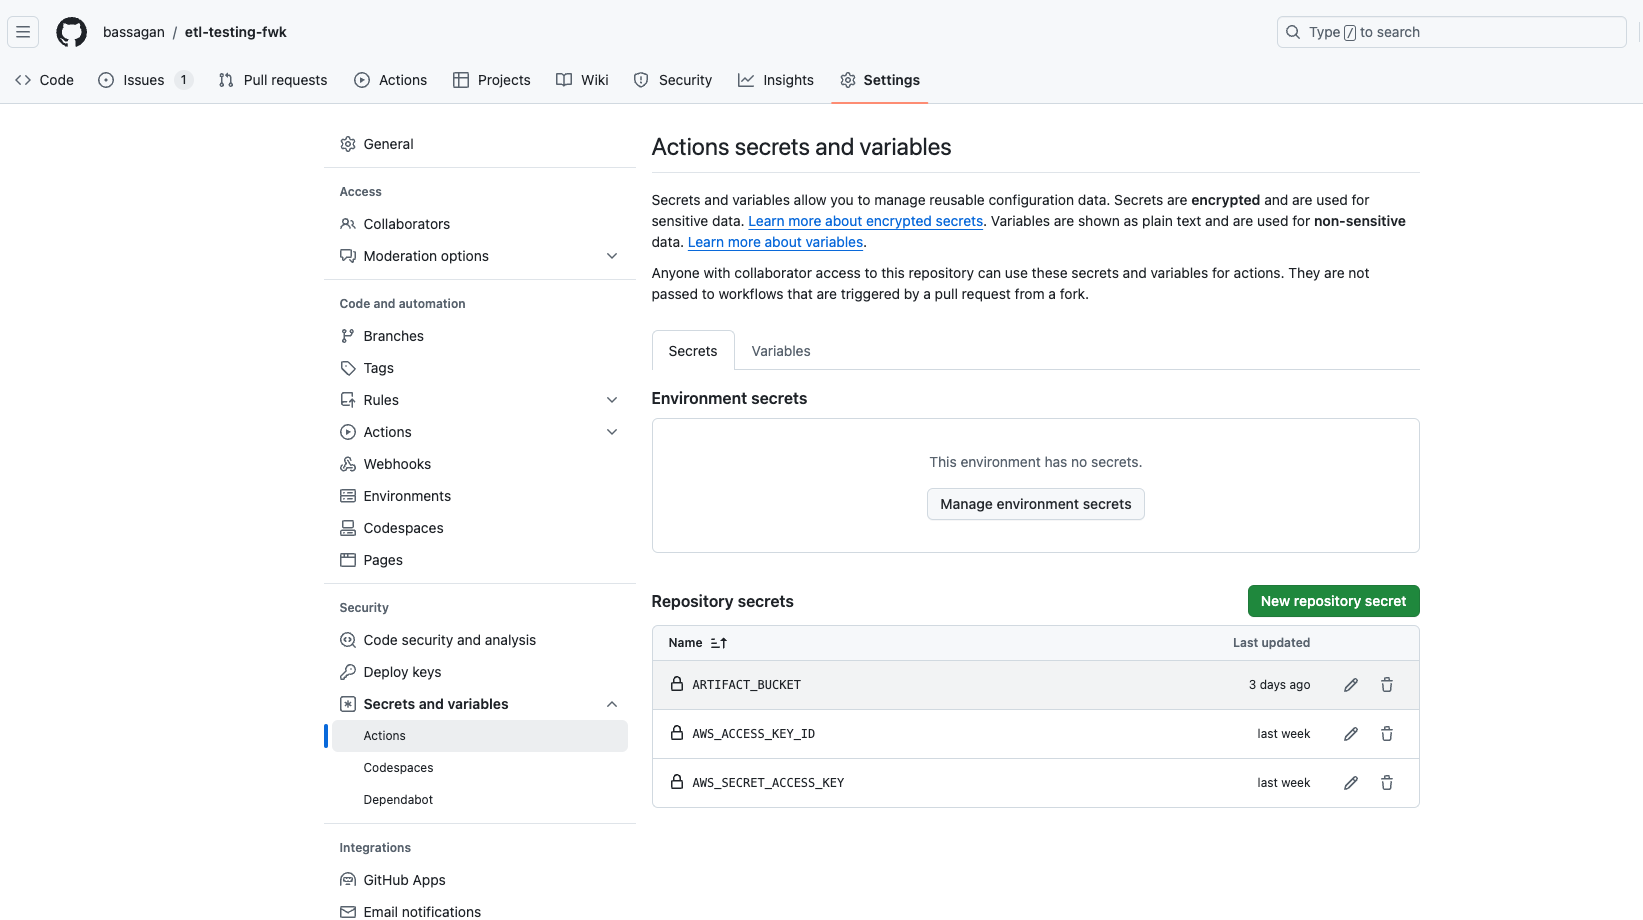 bassagan / etl-testing-fwk
Type / to search
Code
Issues 1
Pull requests
Actions
Projects
Wiki
Security
Insights
Settings
General
Access
Collaborators
Moderation options
Code and automation
Branches
Tags
Rules
Actions
Webhooks
Environments
Codespaces
Pages
Security
Code security and analysis
Deploy keys
Secrets and variables
Actions
Codespaces
Dependabot
Integrations
GitHub Apps
Email notifications
Actions secrets and variables
Secrets and variables allow you to manage reusable configuration data. Secrets are encrypted and are used for
sensitive data. Learn more about encrypted secrets. Variables are shown as plain text and are used for non-sensitive
data. Learn more about variables.
Anyone with collaborator access to this repository can use these secrets and variables for actions. They are not
passed to workflows that are triggered by a pull request from a fork.
Secrets
Variables
Environment secrets
This environment has no secrets.
Manage environment secrets
Repository secrets
New repository secret
Name Last updated
ARTIFACT_BUCKET 3 days ago
AWS_ACCESS_KEY_ID last week
AWS_SECRET_ACCESS_KEY last week